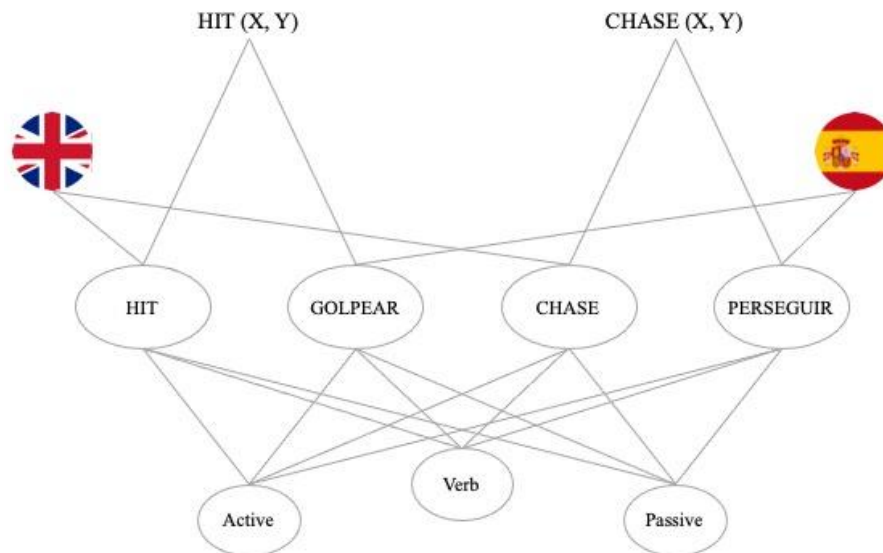 HIT (X, Y)
CHASE (X, Y)
HIT
GOLPEAR
CHASE
PERSEGUIR
Verb
Active
Passive